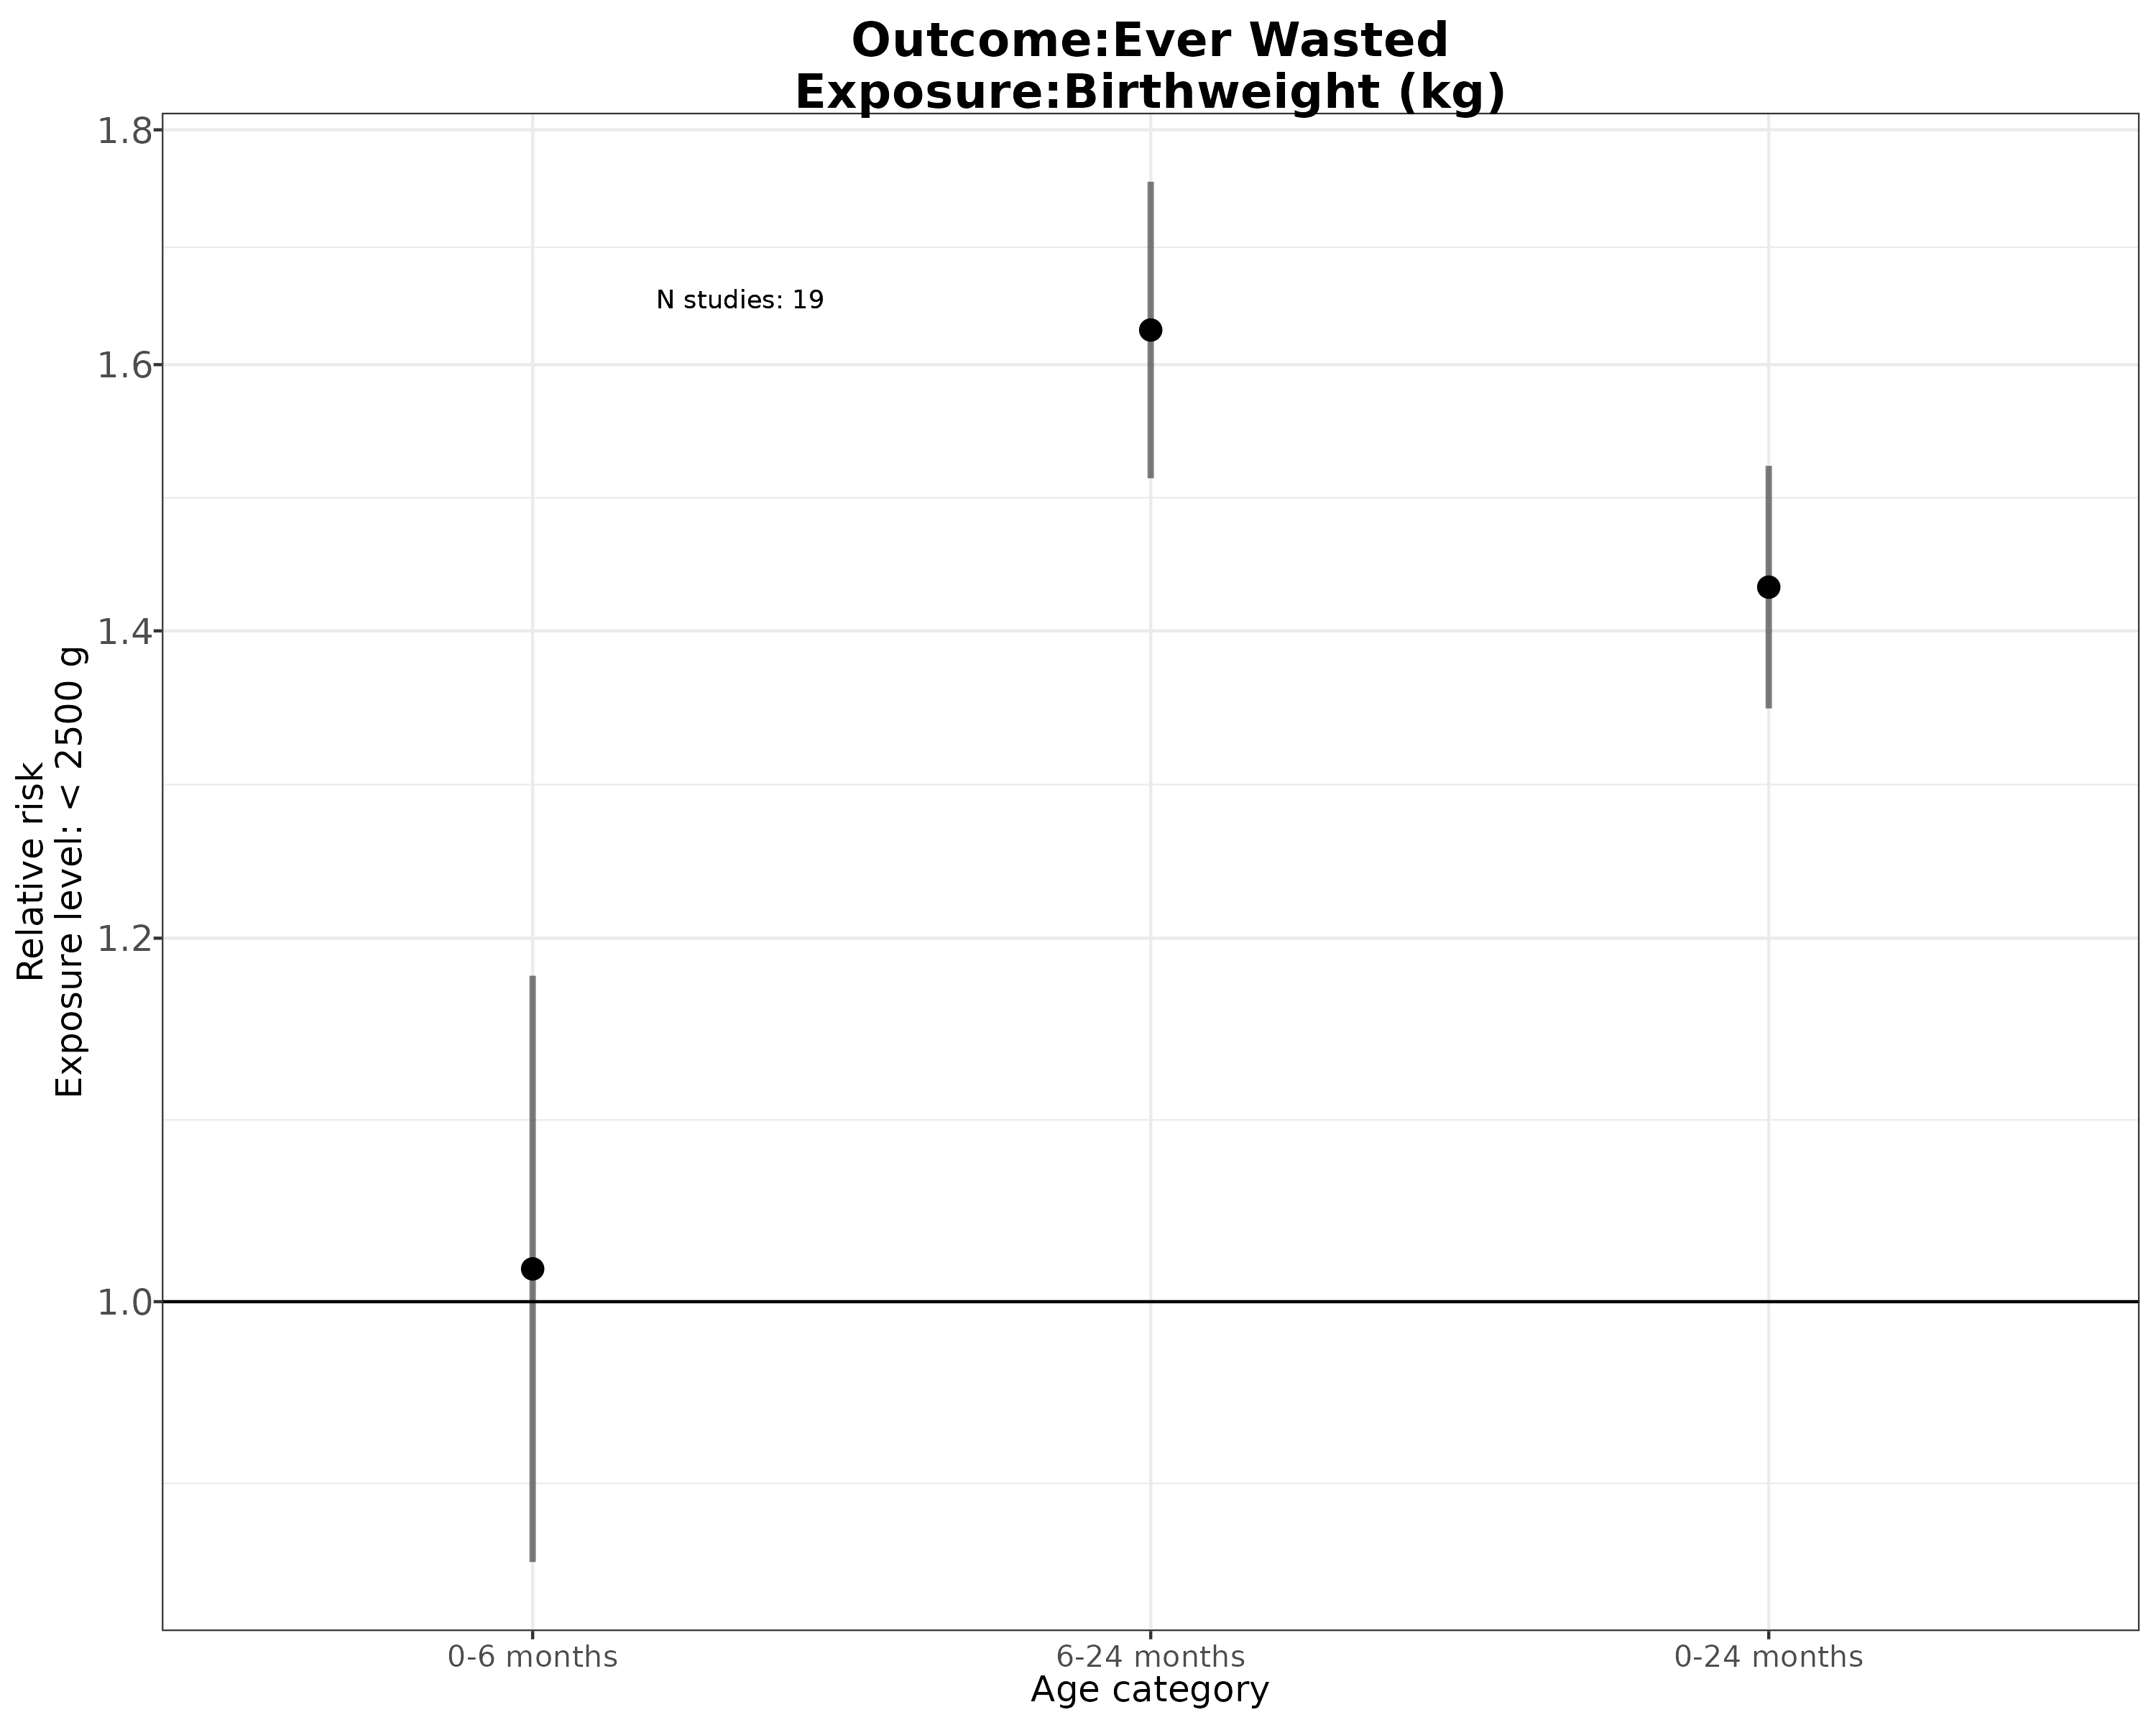 Outcome:Ever Wasted
Exposure:Birthweight (kg)
Relative risk
Exposure level: < 2500 g
1.8
1.6
1.4
1.2
1.0
N studies: 19
0-6 months
6-24 months
0-24 months
Age category